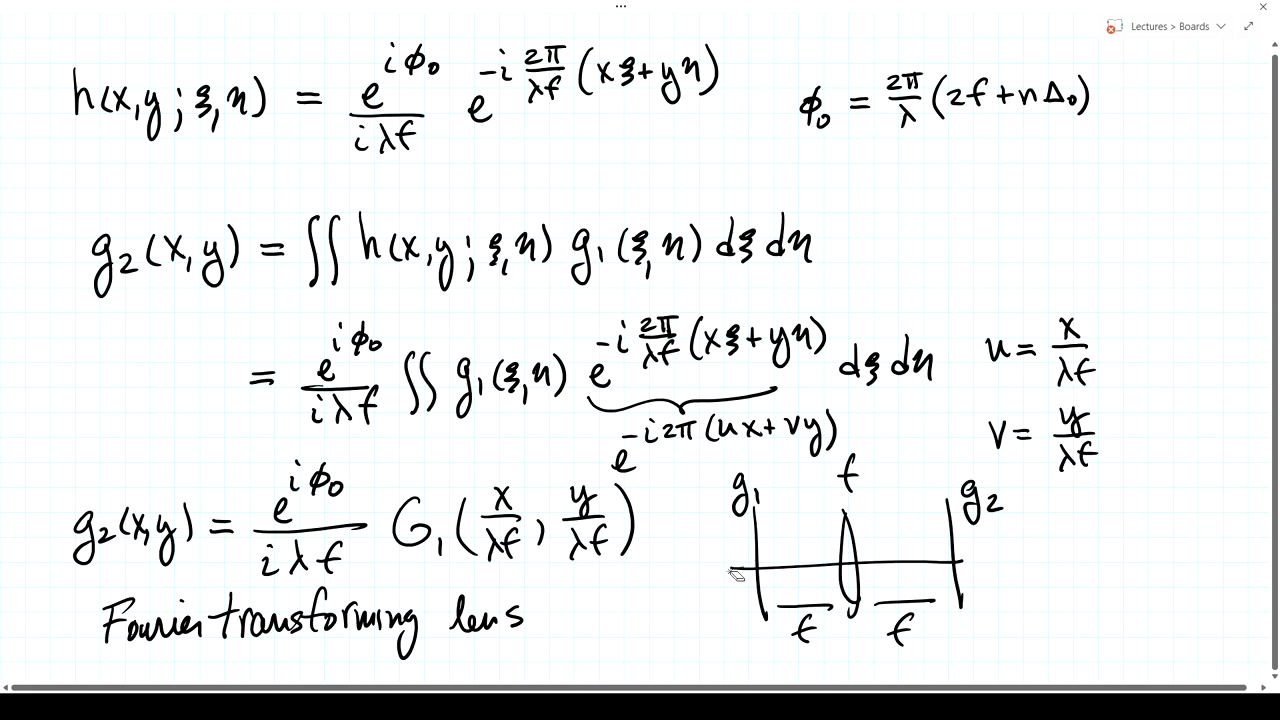 ...
Lectures > Boards
h(x,y;ξ,η) = e^{iφ₀}/(iλf) e^{-i 2π/(λf) (xξ+yη)}    φ₀ = 2π/λ (2f+nΔ₀)
g₂(x,y) = ∬ h(x,y;ξ,η) g₁(ξ,η) dξ dη
= e^{iφ₀}/(iλf) ∬ g₁(ξ,η) e^{-i 2π/(λf) (xξ+yη)} dξ dη    u = x/(λf)
e^{-i2π(ux+vy)}    v = y/(λf)
g₂(x,y) = e^{iφ₀}/(iλf) G₁(x/(λf), y/(λf))
g₁ f g₂
f f
Fourier transforming lens